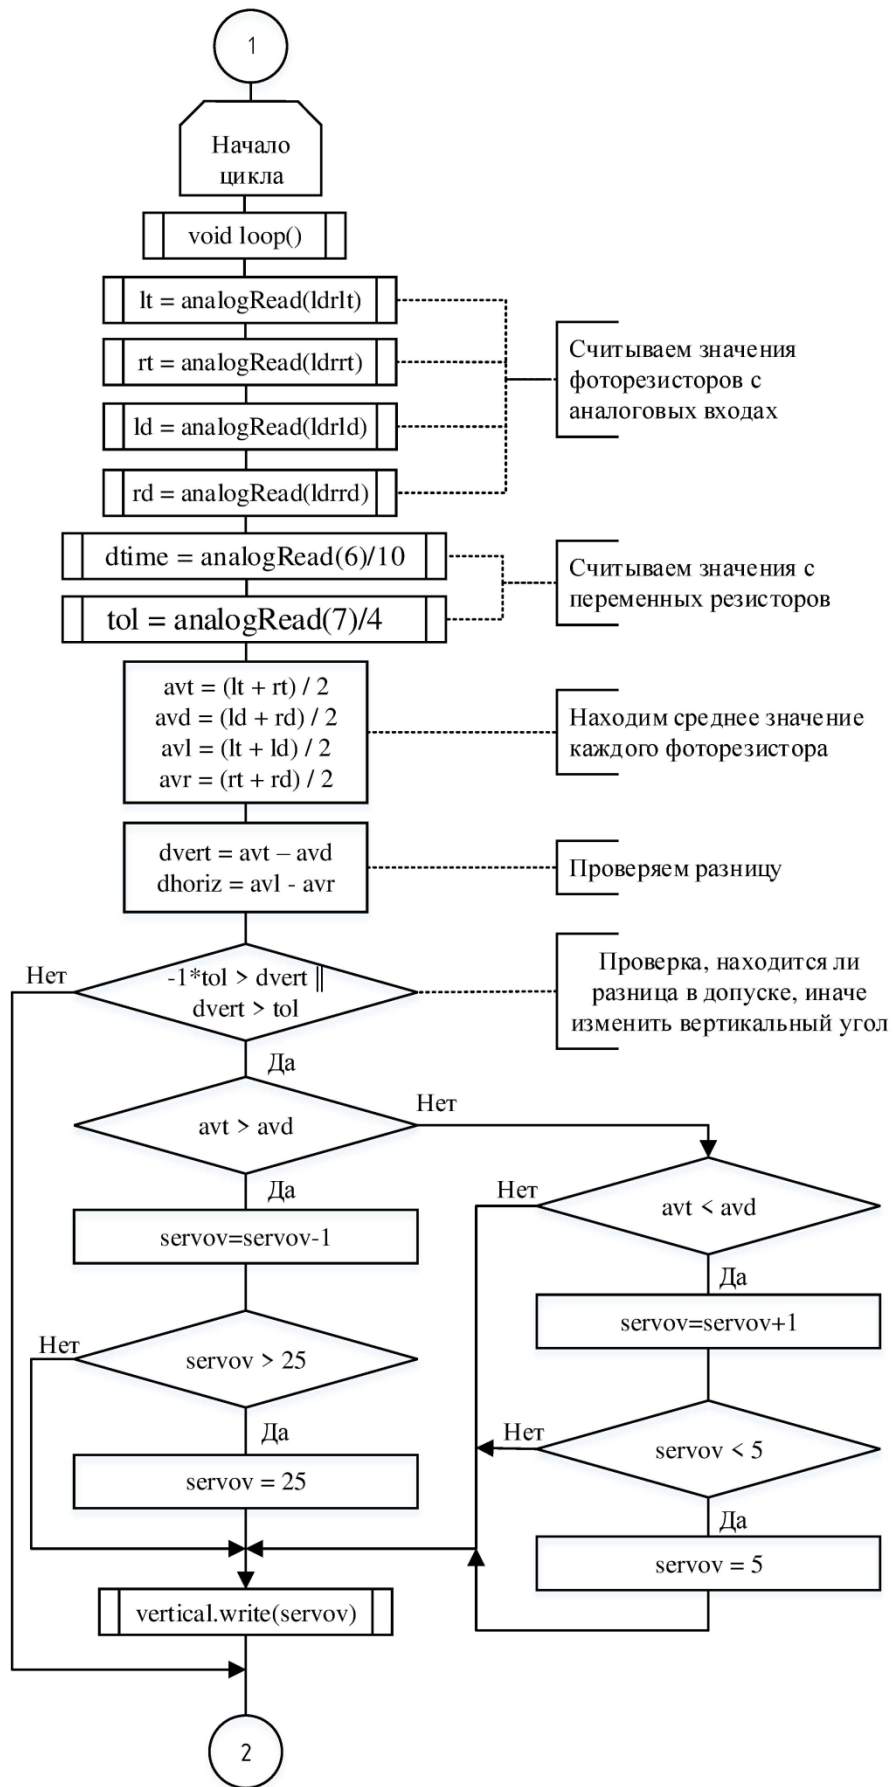 1
Начало
цикла
void loop()
lt = analogRead(ldrlt)
rt = analogRead(ldrrt)
ld = analogRead(ldrld)
rd = analogRead(ldrrd)
Считываем значения
фоторезисторов с
аналоговых входах
dtime = analogRead(6)/10
tol = analogRead(7)/4
Считываем значения с
переменных резисторов
avt = (lt + rt) / 2
avd = (ld + rd) / 2
avl = (lt + ld) / 2
avr = (rt + rd) / 2
Находим среднее значение
каждого фоторезистора
dvert = avt – avd
dhoriz = avl - avr
Проверяем разницу
Нет
-1*tol > dvert ||
dvert > tol
Проверка, находится ли
разница в допуске, иначе
изменить вертикальный угол
Да
avt > avd
Нет
Да
servov=servov-1
Нет
servov > 25
Да
servov = 25
Нет
avt < avd
Да
servov=servov+1
Нет
servov < 5
Да
servov = 5
vertical.write(servov)
2